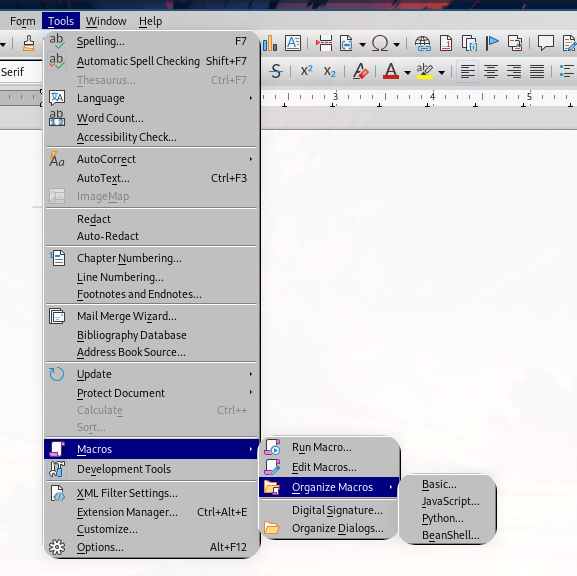 Form Tools Window Help
Spelling... F7
Automatic Spell Checking Shift+F7
Thesaurus... Ctrl+F7
Language
Word Count...
Accessibility Check...
AutoCorrect
AutoText... Ctrl+F3
ImageMap
Redact
Auto-Redact
Chapter Numbering...
Line Numbering...
Footnotes and Endnotes...
Mail Merge Wizard...
Bibliography Database
Address Book Source...
Update
Protect Document
Calculate Ctrl++
Sort...
Macros
Development Tools
XML Filter Settings...
Extension Manager... Ctrl+Alt+E
Customize...
Options... Alt+F12
Run Macro...
Edit Macros...
Organize Macros
Digital Signature...
Organize Dialogs...
Basic...
JavaScript...
Python...
BeanShell...
Serif
3 4 5